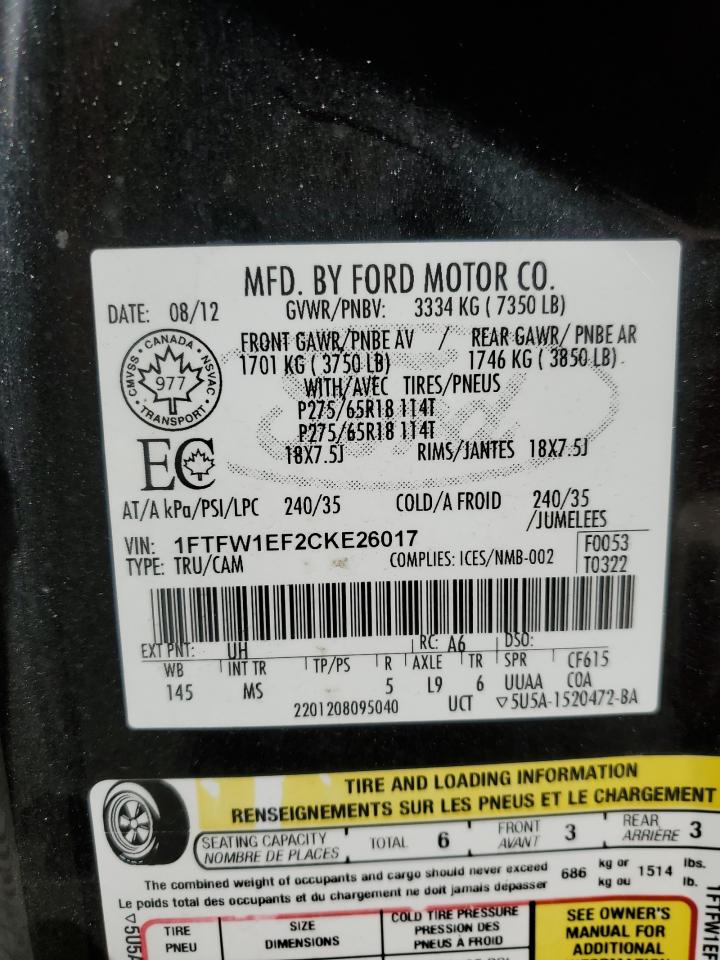 MFD. BY FORD MOTOR CO.
DATE: 08/12 GVWR/PNBV: 3334 KG ( 7350 LB)
FRONT GAWR/PNBE AV / REAR GAWR/ PNBE AR
1701 KG ( 3750 LB) 1746 KG ( 3850 LB)
WITH/AVEC TIRES/PNEUS
P275/65R18 114T
P275/65R18 114T
18X7.5J RIMS/JANTES 18X7.5J
CANADA
CMVSS NSVAC
977
TRANSPORT
EC
AT/A kPa/PSI/LPC 240/35 COLD/A FROID 240/35
/JUMELEES
VIN: 1FTFW1EF2CKE26017 F0053
TYPE: TRU/CAM COMPLIES: ICES/NMB-002 T0322
EXT PNT: UH RC: A6 DSO:
WB INT TR TP/PS R AXLE TR SPR CF615
145 MS 5 L9 6 UUAA COA
2201208095040 UCT ▽5U5A-1520472-BA
TIRE AND LOADING INFORMATION
RENSEIGNEMENTS SUR LES PNEUS ET LE CHARGEMENT
SEATING CAPACITY TOTAL 6 FRONT 3 REAR 3
NOMBRE DE PLACES AVANT ARRIÈRE
The combined weight of occupants and cargo should never exceed 686 kg or 1514 lbs.
Le poids total des occupants et du chargement ne doit jamais dépasser kg ou lb.
TIRE SIZE COLD TIRE PRESSURE SEE OWNER'S
PNEU DIMENSIONS PRESSION DES MANUAL FOR
PNEUS A FROID ADDITIONAL
▽5U5A
1FTFW1EF